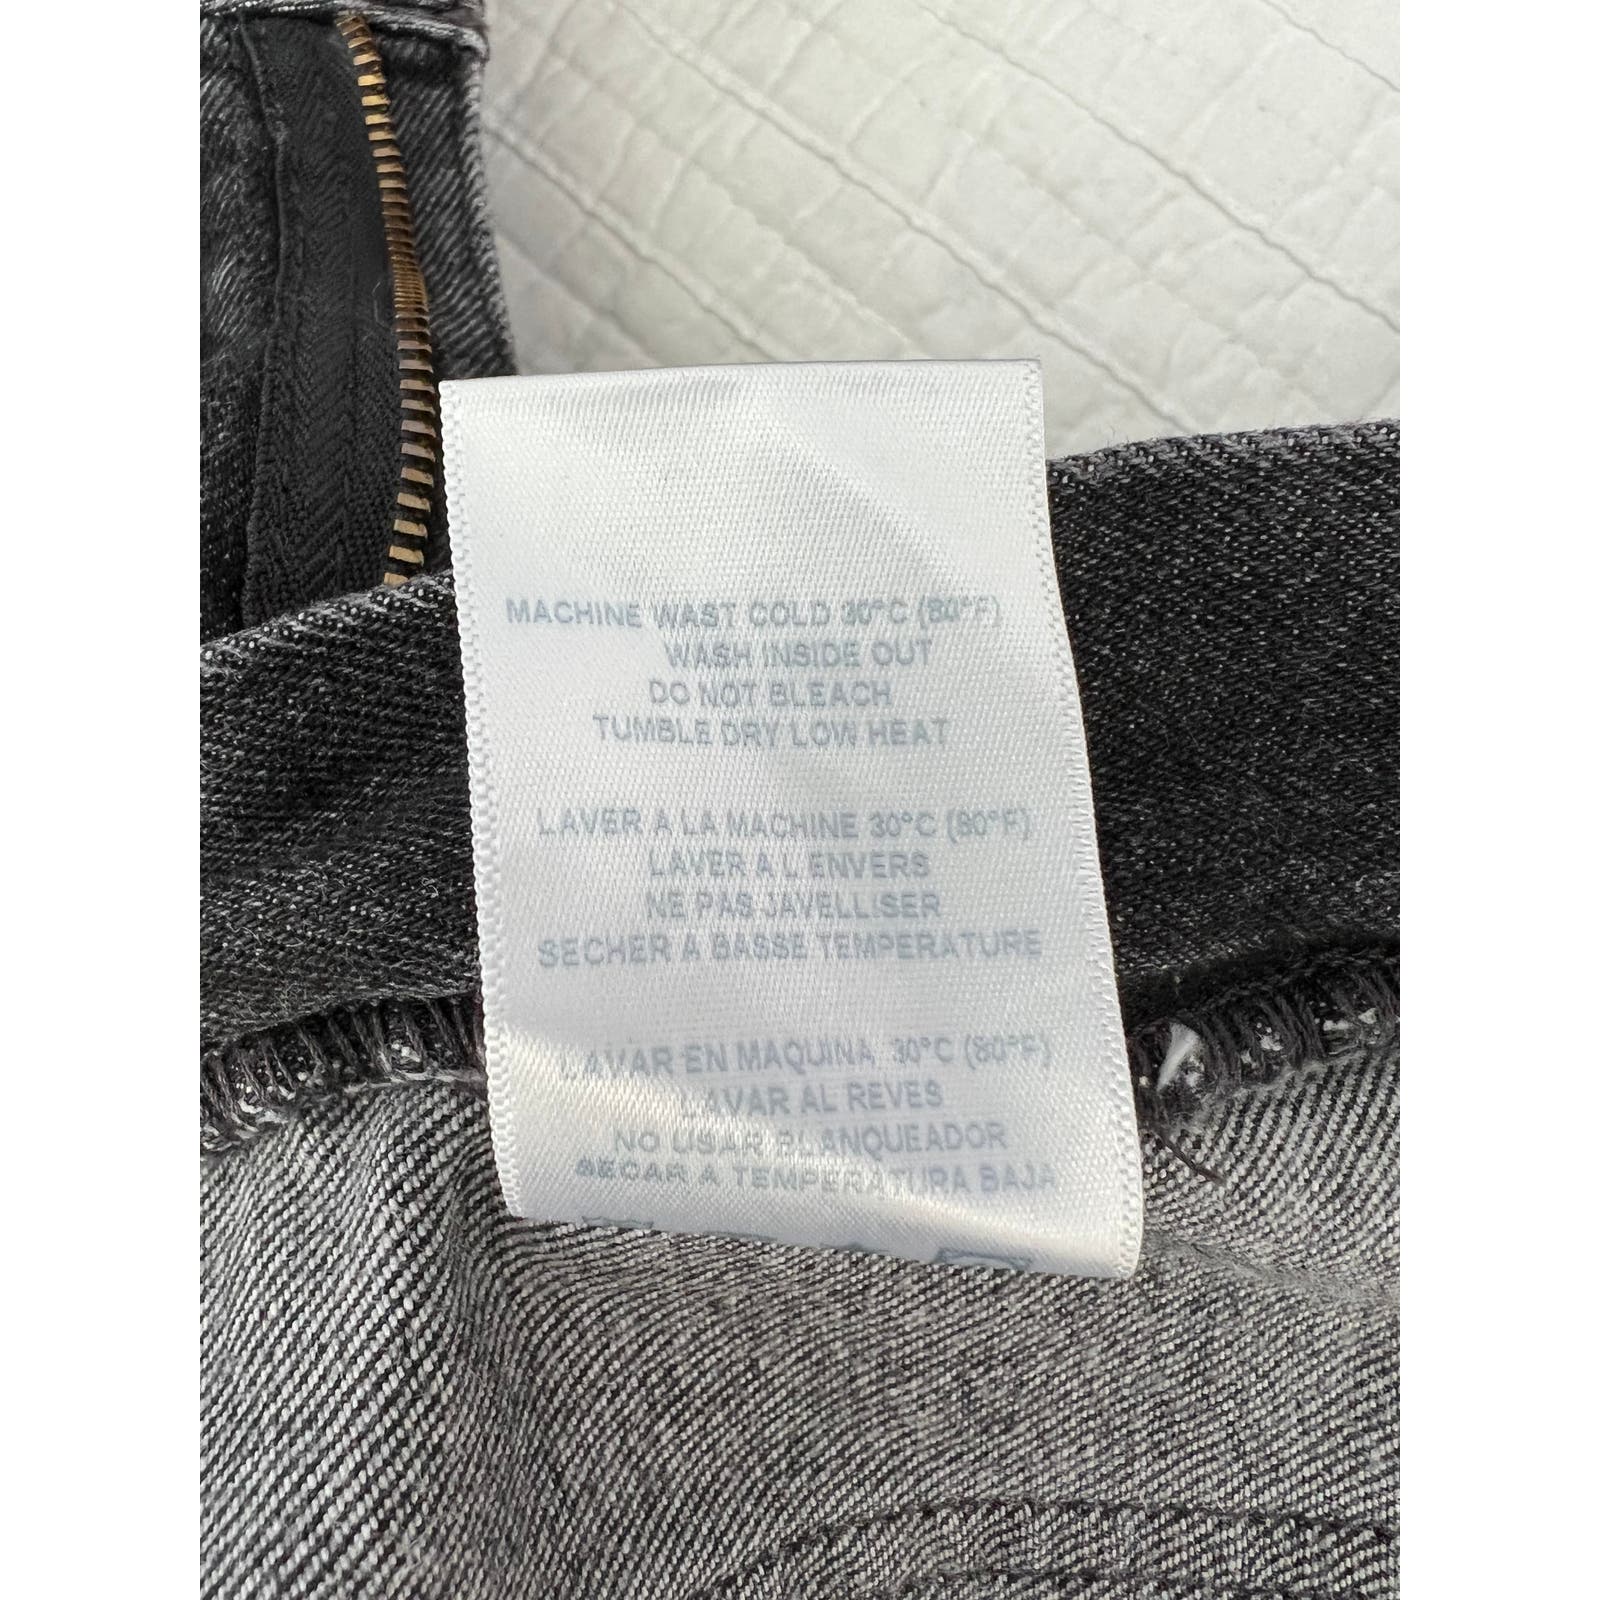 MACHINE WAST COLD 30°C (80°F)
WASH INSIDE OUT
DO NOT BLEACH
TUMBLE DRY LOW HEAT
LAVER A LA MACHINE 30°C (80°F)
LAVER A L ENVERS
NE PAS JAVELLISER
SECHER A BASSE TEMPERATURE
LAVAR EN MAQUINA 30°C (80°F)
LAVAR AL REVES
NO USAR BLANQUEADOR
SECAR A TEMPERATURA BAJA